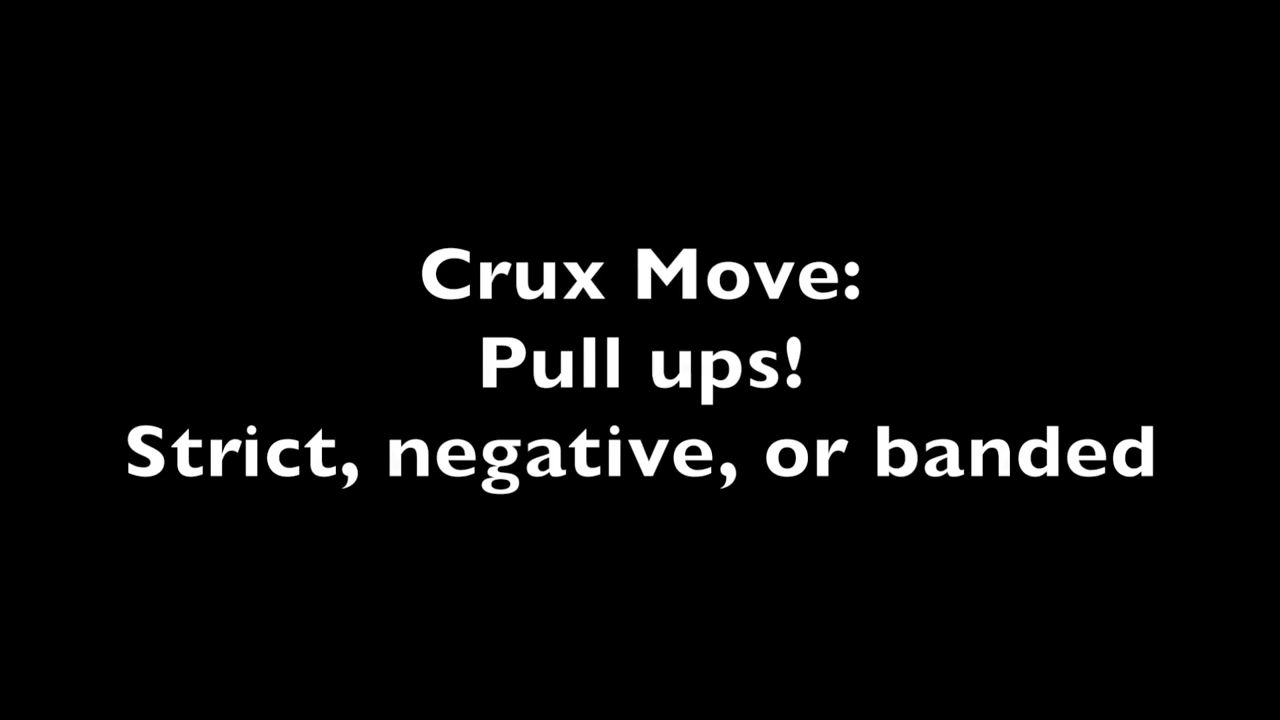 Crux Move:
Pull ups!
Strict, negative, or banded